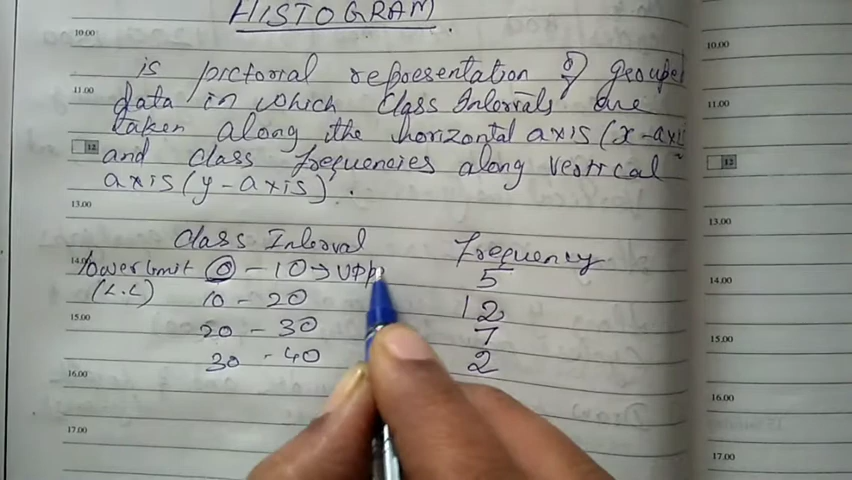 HISTOGRAM.
10.00 10.00
is pictorial representation of grouped
11.00 data in which class Intervals are 11.00
taken along the horizontal axis (x-axis
12 and class frequencies along vertical 12
axis (y-axis).
13.00 13.00
Class Interval Frequency
14.00 lower limit 0 - 10 → Upp 5 14.00
(L.L) 10 - 20 12
15.00 20 - 30 7 15.00
30 - 40 2
16.00 16.00
17.00 17.00